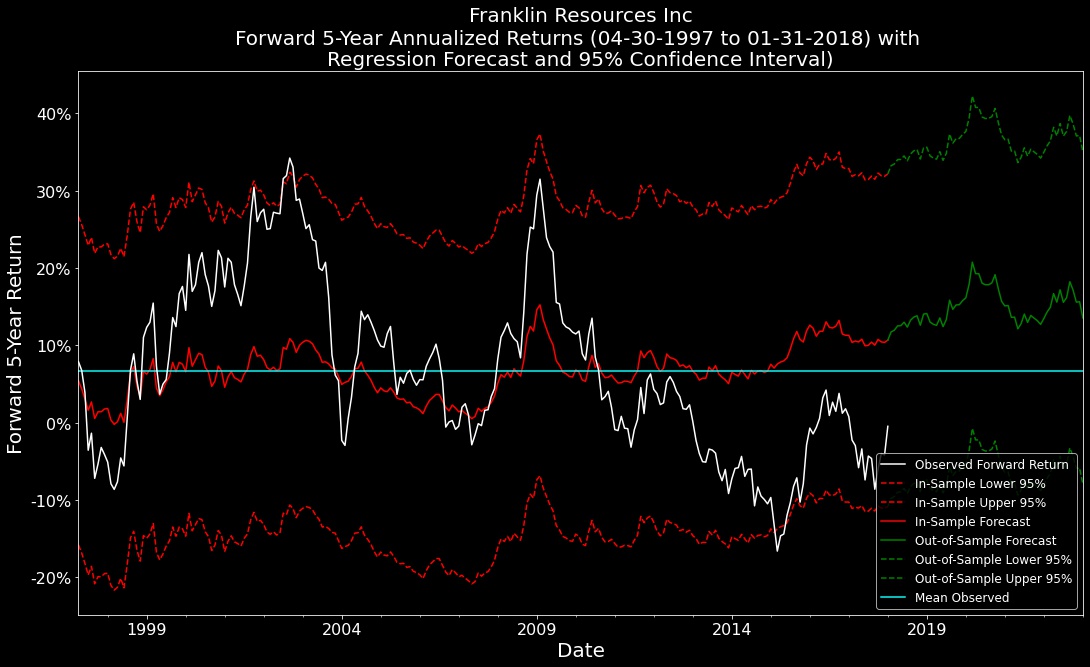 Franklin Resources Inc
Forward 5-Year Annualized Returns (04-30-1997 to 01-31-2018) with
Regression Forecast and 95% Confidence Interval)
Forward 5-Year Return
40%
30%
20%
10%
0%
-10%
-20%
Observed Forward Return
In-Sample Lower 95%
In-Sample Upper 95%
In-Sample Forecast
Out-of-Sample Forecast
Out-of-Sample Lower 95%
Out-of-Sample Upper 95%
Mean Observed
1999 2004 2009 2014 2019
Date